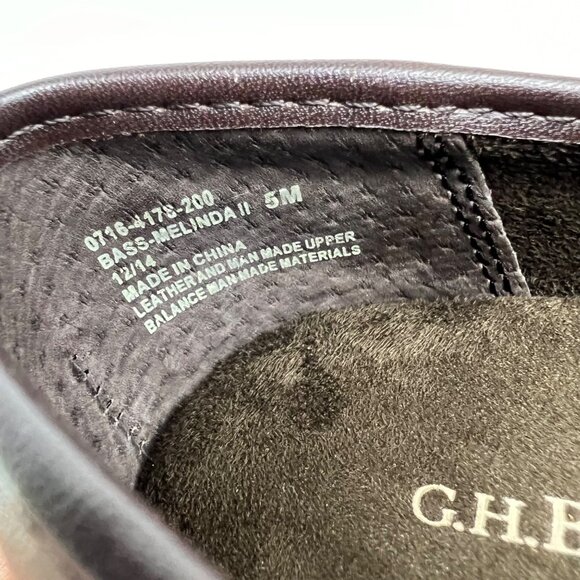 0716-4178-200
BASS-MELINDA II 5M
12/14
MADE IN CHINA
LEATHER AND MAN MADE UPPER
BALANCE MAN MADE MATERIALS
G.H.B